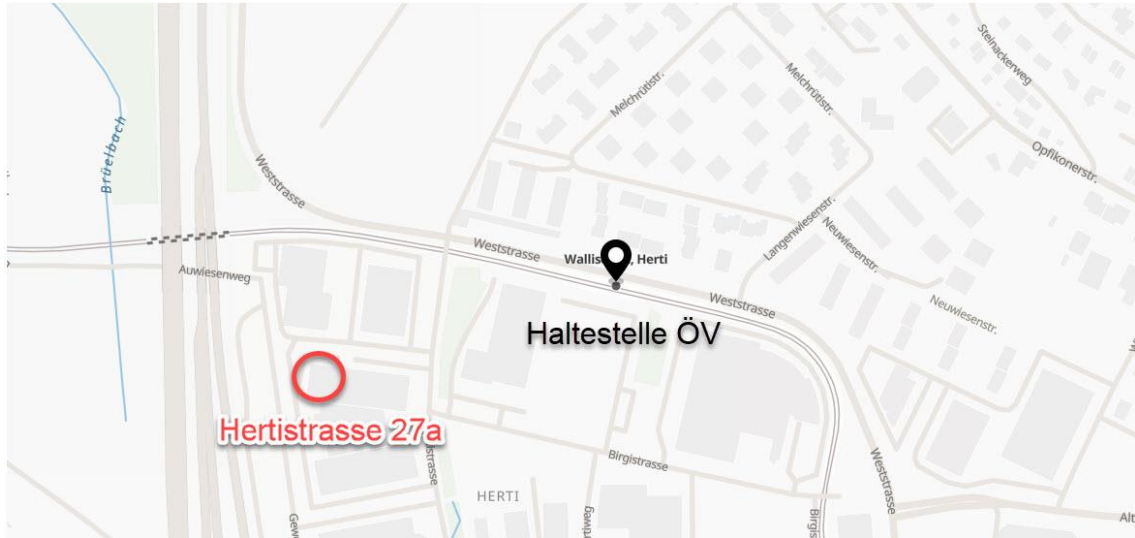 Steinackerweg
Melchrütistr.
Melchrütistr.
Brüelbach
Opfikonerstr.
Weststrasse
Langenwiesenstr.
Neuwiesenstr.
Weststrasse
Wallis , Herti
Auwiesenweg
Weststrasse
Neuwiesenstr.
Haltestelle ÖV
Hertistrasse 27a
Birgistrasse
Weststrasse
HERTI